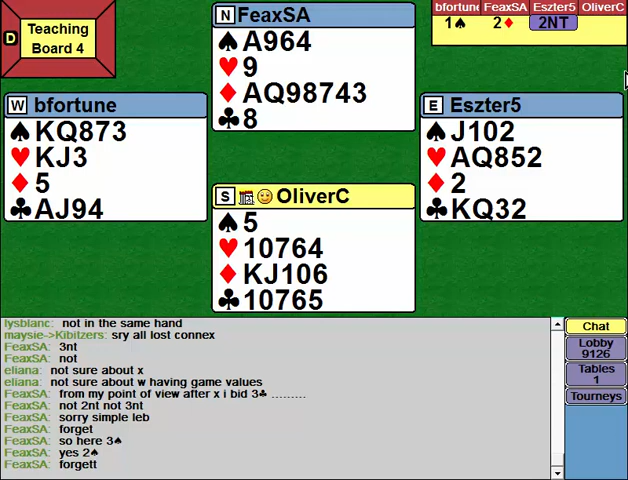 D Teaching Board 4
N FeaxSA
♠ A964
♥ 9
♦ AQ98743
♣ 8
bfortune FeaxSA Eszter5 OliverC
1♠ 2♦ 2NT
W bfortune
♠ KQ873
♥ KJ3
♦ 5
♣ AJ94
E Eszter5
♠ J102
♥ AQ852
♦ 2
♣ KQ32
S OliverC
♠ 5
♥ 10764
♦ KJ106
♣ 10765
lysblanc: not in the same hand
maysie->Kibitzers: sry all lost connex
FeaxSA: 3nt
FeaxSA: not
eliana: not sure about x
eliana: not sure about w having game values
FeaxSA: from my point of view after x i bid 3♣ .........
FeaxSA: not 2nt not 3nt
FeaxSA: sorry simple leb
FeaxSA: forget
FeaxSA: so here 3♠
FeaxSA: yes 2♠
FeaxSA: forgett
Chat
Lobby
9126
Tables
1
Tourneys